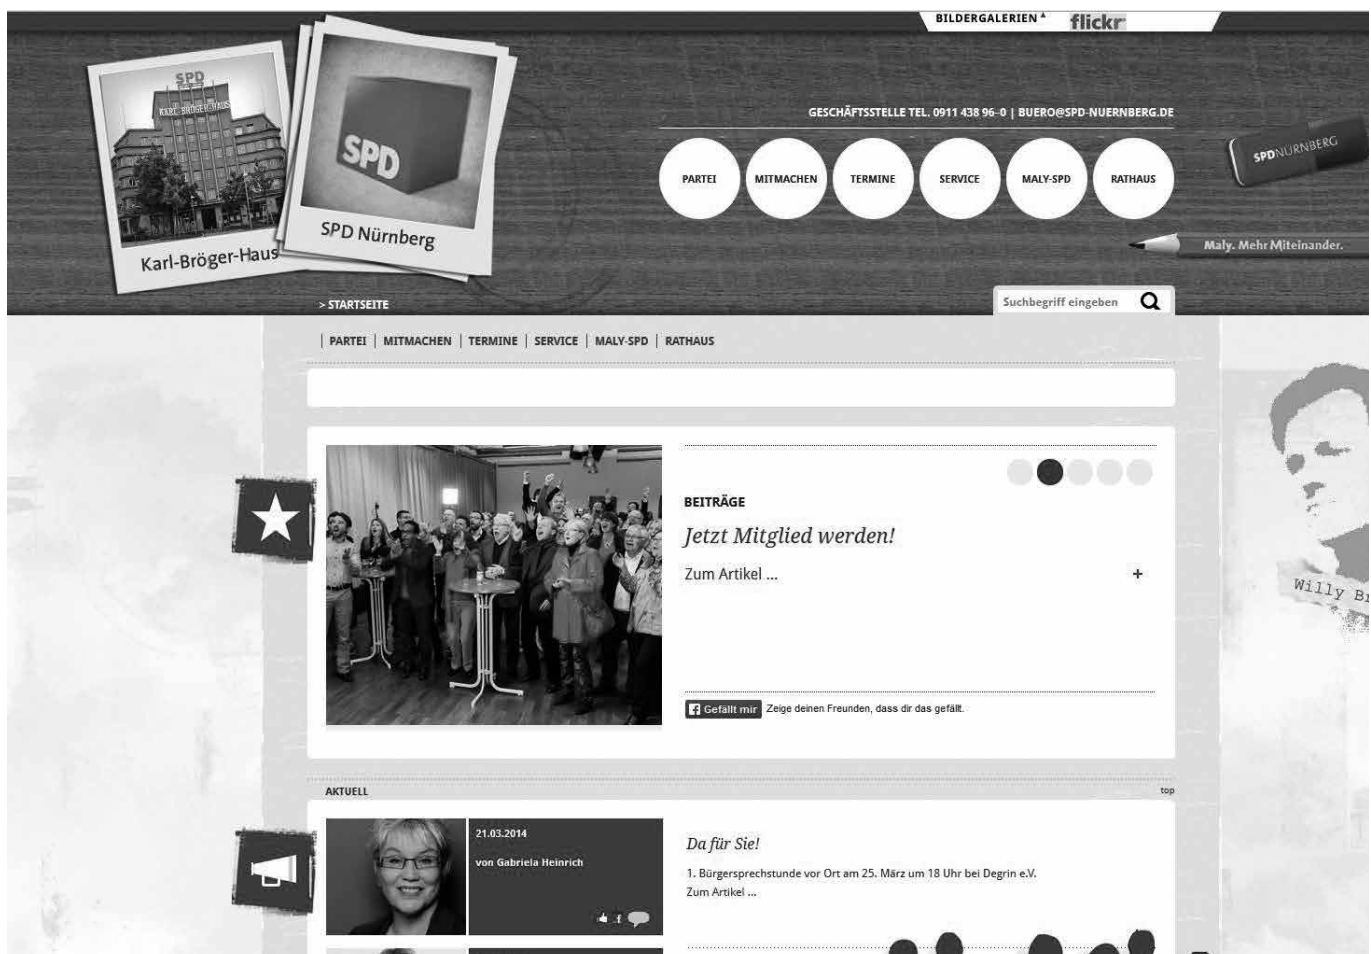 BILDERGALERIEN
flickr
SPD
KARL BRÖGER-HAUS
Karl-Bröger-Haus
SPD
SPD Nürnberg
GESCHÄFTSSTELLE TEL. 0911 438 96-0 | BUERO@SPD-NUERNBERG.DE
PARTEI MITMACHEN TERMINE SERVICE MALY-SPD RATHAUS
SPDNÜRNBERG
Maly. Mehr Miteinander.
> STARTSEITE
Suchbegriff eingeben
| PARTEI | MITMACHEN | TERMINE | SERVICE | MALY-SPD | RATHAUS
BEITRÄGE
Jetzt Mitglied werden!
Zum Artikel ... +
Willy
Gefällt mir Zeige deinen Freunden, dass dir das gefällt.
AKTUELL top
21.03.2014
von Gabriela Heinrich
Da für Sie!
1. Bürgersprechstunde vor Ort am 25. März um 18 Uhr bei Degrin e.V.
Zum Artikel ...